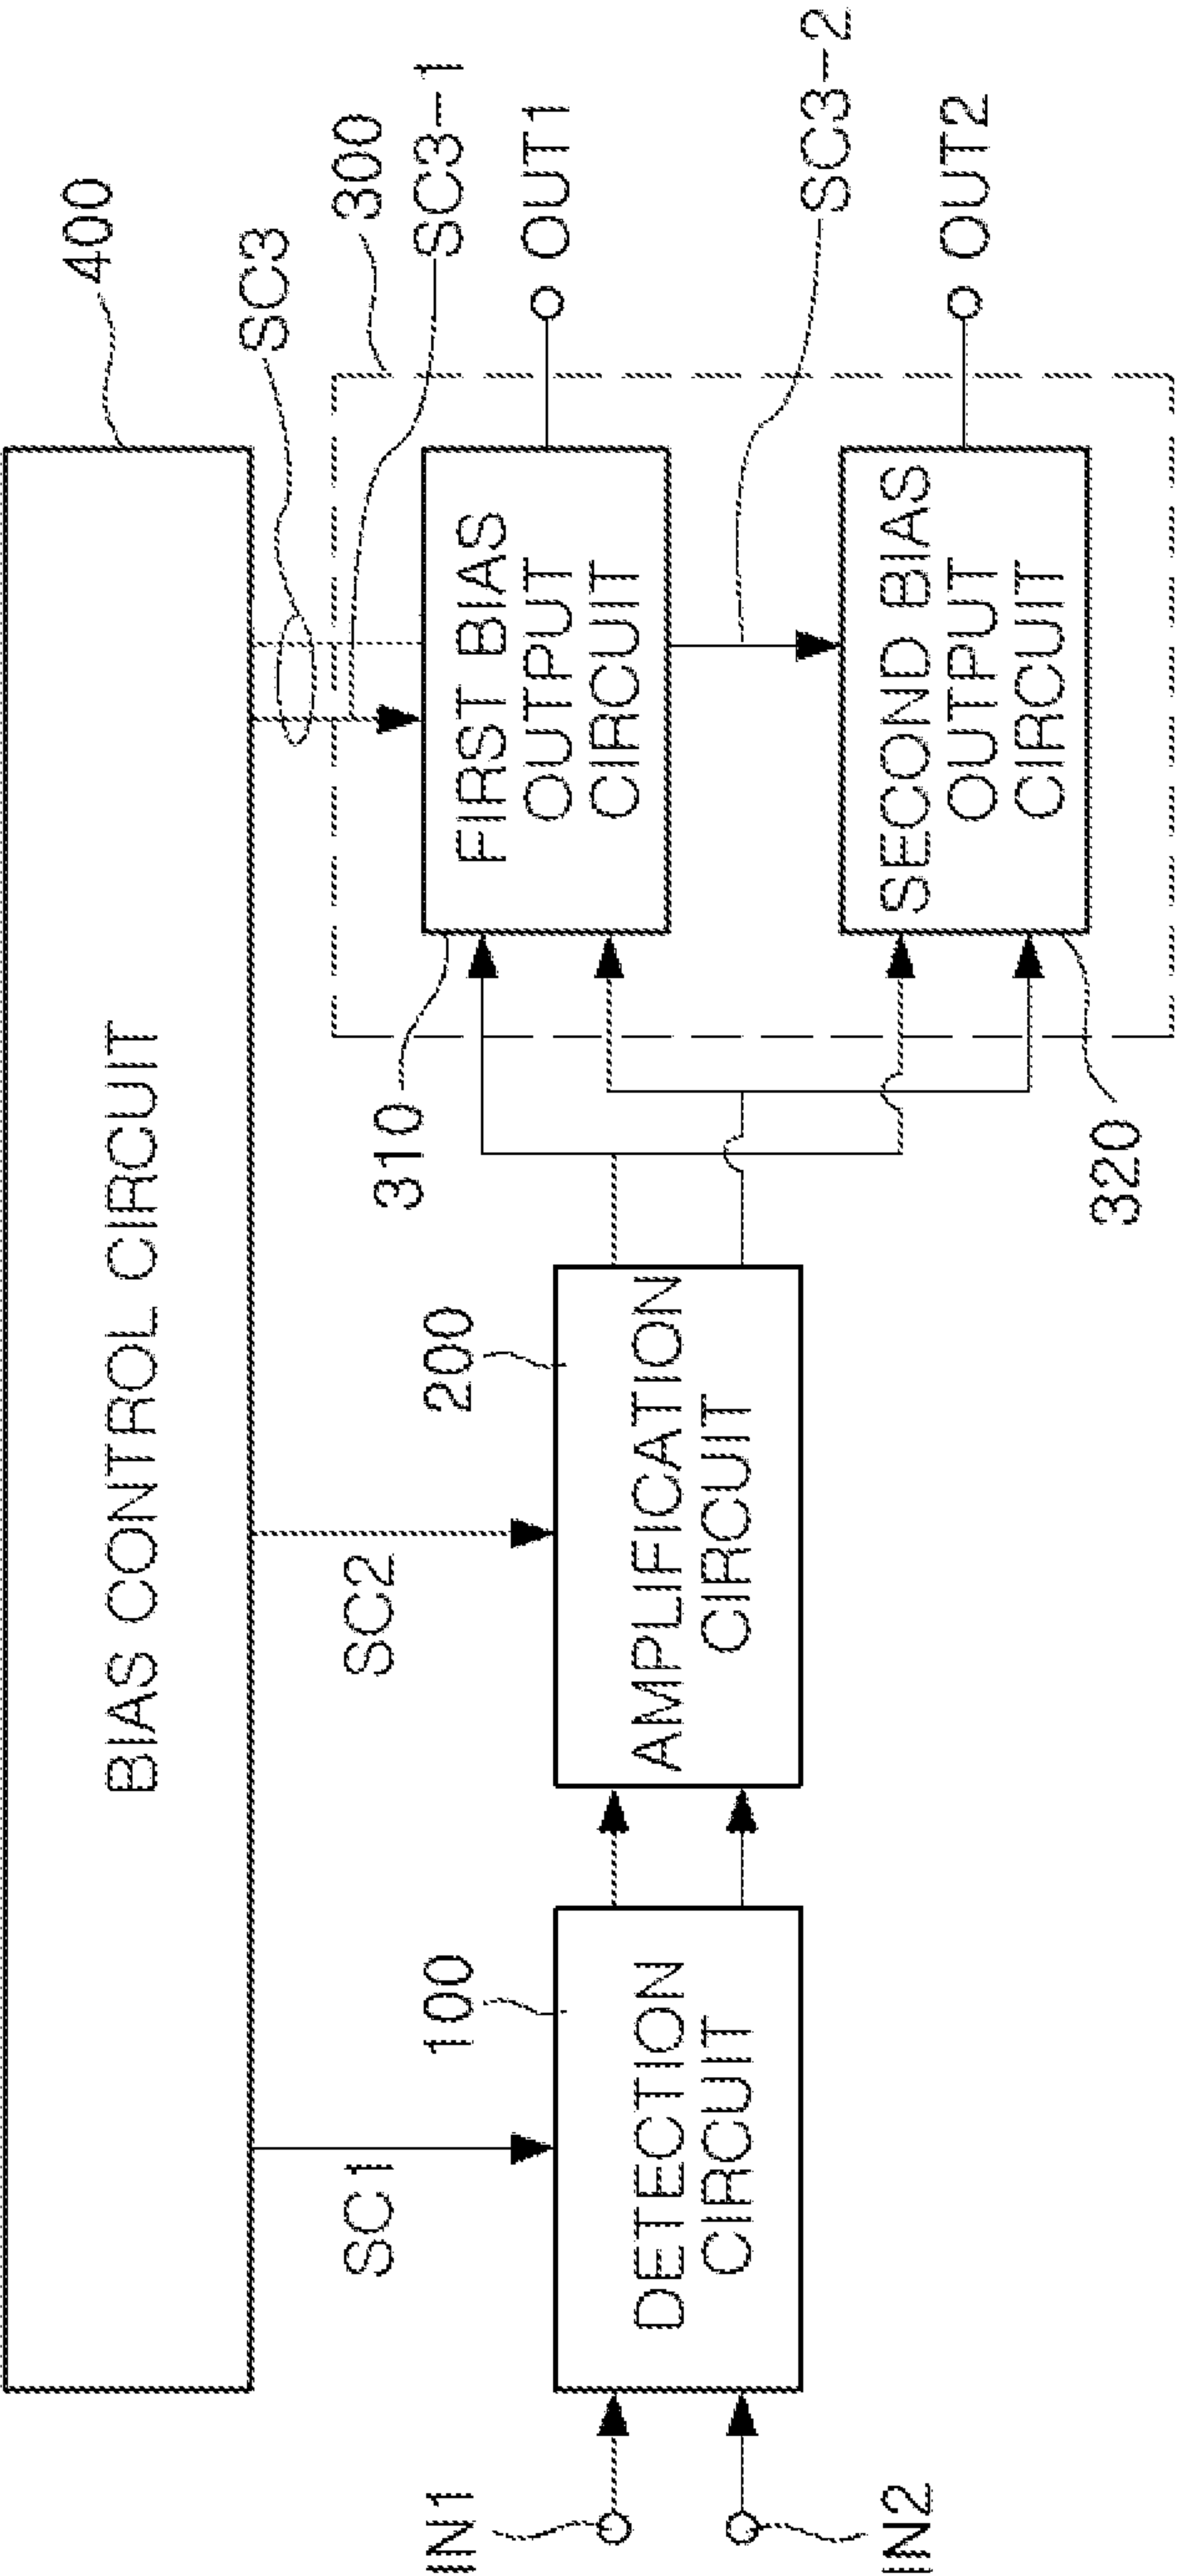 BIAS CONTROL CIRCUIT
400
SC1
SC2
SC3
SC3-1
300
IN1
IN2
100
DETECTION
CIRCUIT
200
AMPLIFICATION
CIRCUIT
310
FIRST BIAS
OUTPUT
CIRCUIT
OUT1
SC3-2
320
SECOND BIAS
OUTPUT
CIRCUIT
OUT2